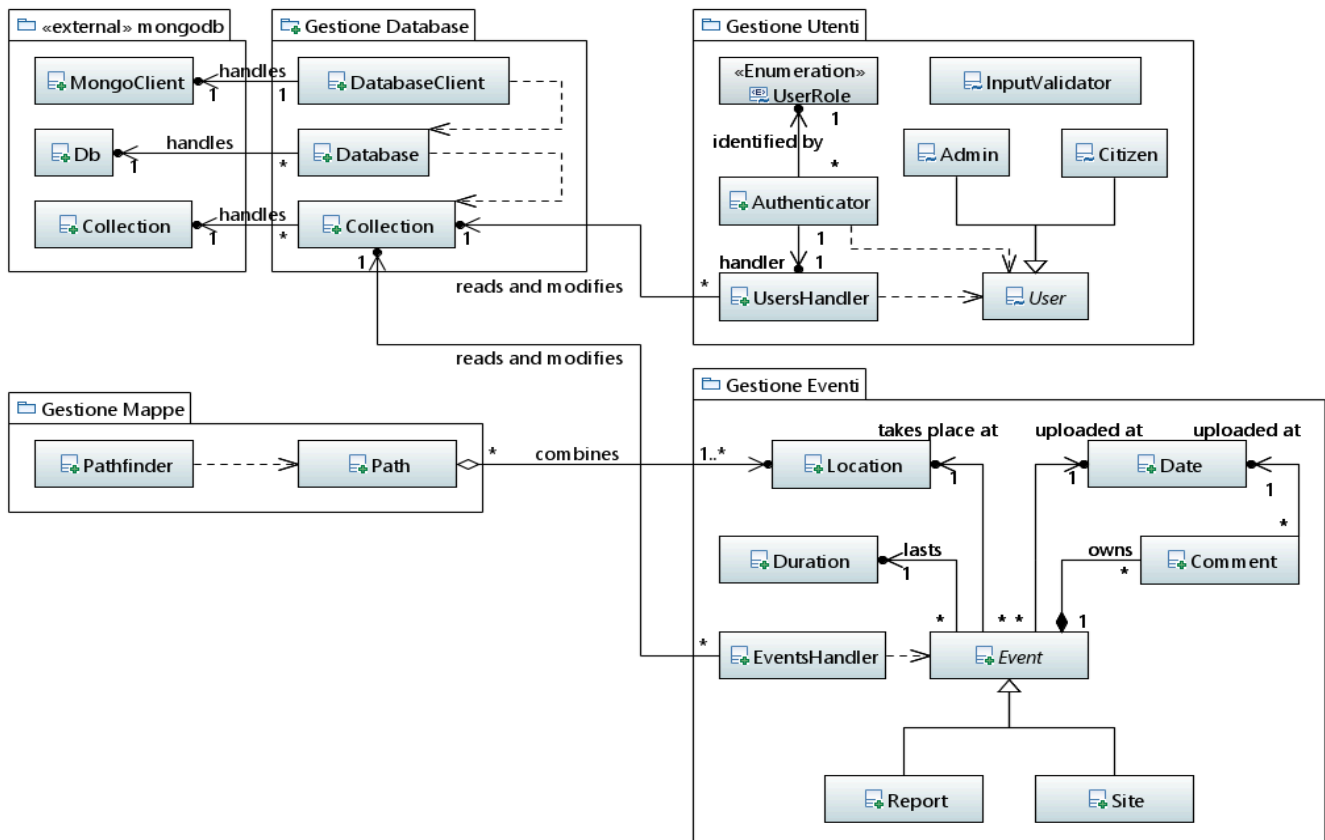 «external» mongodb
MongoClient
handles
1
1
Db
handles
1
*
Collection
handles
1
*
Gestione Database
DatabaseClient
Database
Collection
1
1
reads and modifies
*
reads and modifies
*
Gestione Utenti
«Enumeration»
UserRole
1
identified by
*
InputValidator
Admin
Citizen
Authenticator
1
handler
1
UsersHandler
User
Gestione Mappe
Pathfinder
Path
*
combines
1..*
Gestione Eventi
takes place at
uploaded at
uploaded at
Location
1
1
Date
1
Duration
lasts
1
owns
*
*
Comment
*
*
*
1
EventsHandler
Event
Report
Site